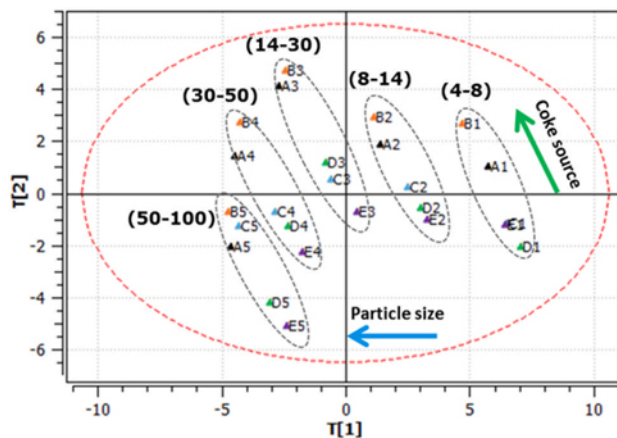 6
4
2
0
-2
-4
-6
T[2]
-10
-5
0
5
10
T[1]
(14-30)
(30-50)
(8-14)
(4-8)
(50-100)
Coke source
Particle size
B3
A3
B4
A4
D3
C3
E3
B2
A2
C2
D2
E2
B1
A1
E1
D1
B5
C5
A5
C4
D4
E4
D5
E5